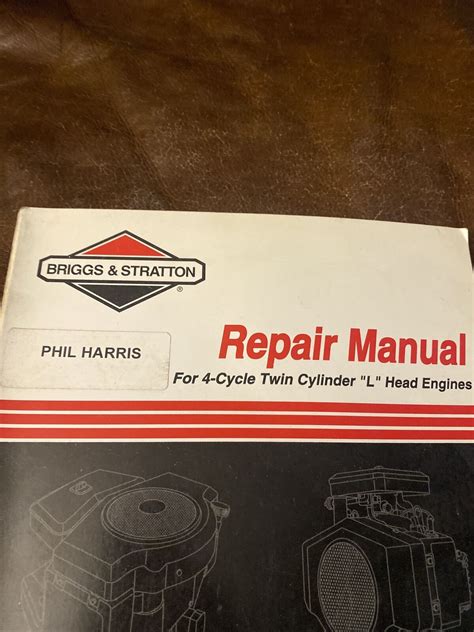 BRIGGS & STRATTON
®
PHIL HARRIS
Repair Manual
For 4-Cycle Twin Cylinder "L" Head Engines